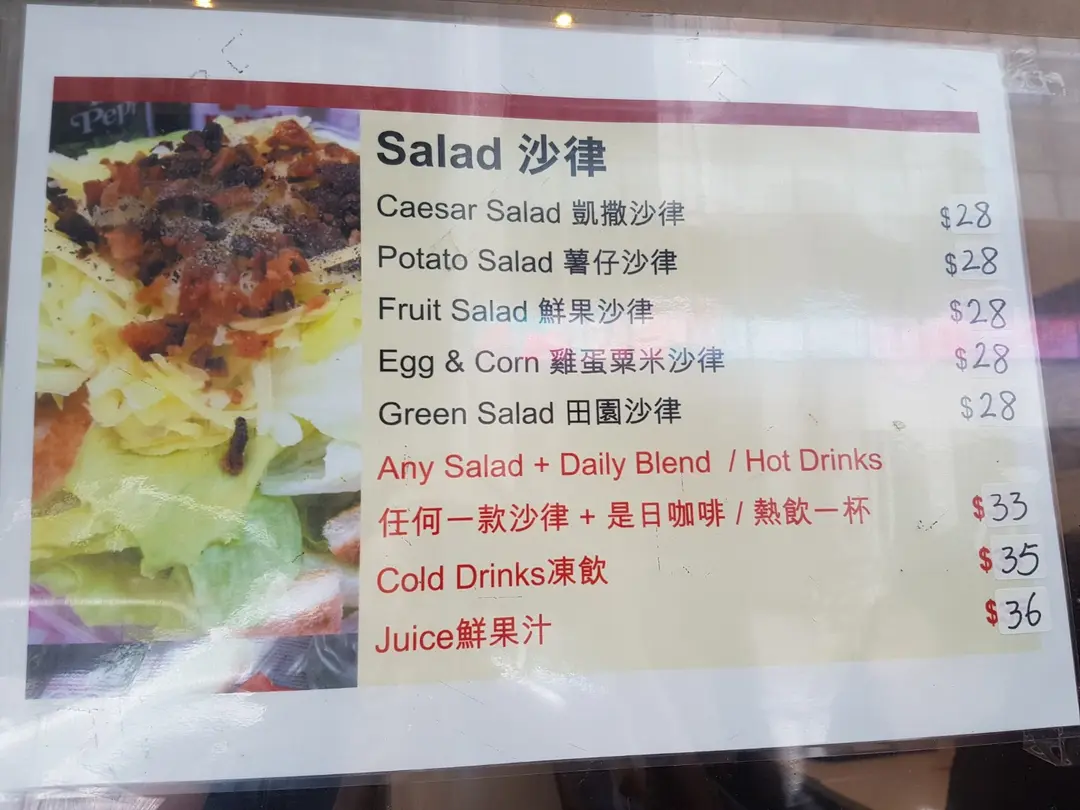 Salad 沙律
Caesar Salad 凱撒沙律 $28
Potato Salad 薯仔沙律 $28
Fruit Salad 鮮果沙律 $28
Egg & Corn 雞蛋粟米沙律 $28
Green Salad 田園沙律 $28
Any Salad + Daily Blend / Hot Drinks
任何一款沙律 + 是日咖啡 / 熱飲一杯 $33
Cold Drinks凍飲 $35
Juice鮮果汁 $36